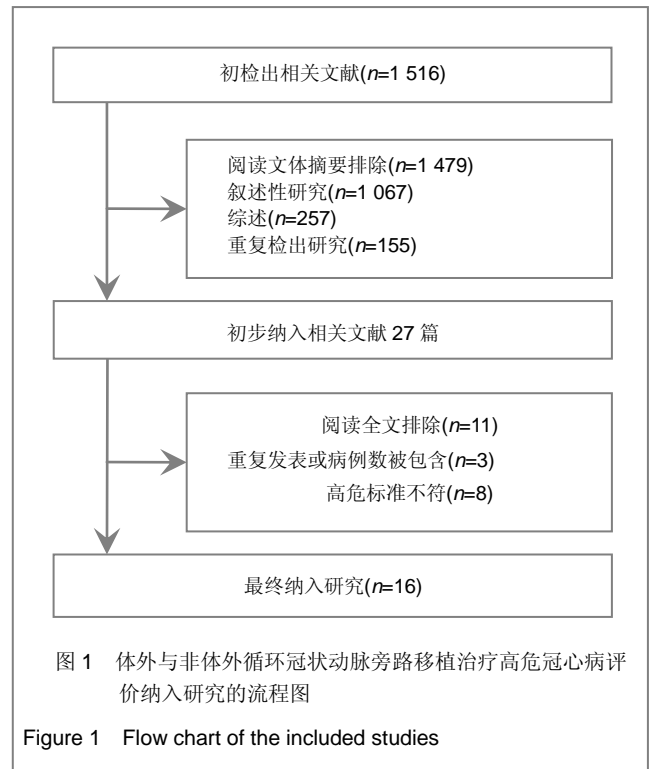 初检出相关文献(n=1 516)
阅读文体摘要排除(n=1 479)
叙述性研究(n=1 067)
综述(n=257)
重复检出研究(n=155)
初步纳入相关文献 27 篇
阅读全文排除(n=11)
重复发表或病例数被包含(n=3)
高危标准不符(n=8)
最终纳入研究(n=16)
图 1 体外与非体外循环冠状动脉旁路移植治疗高危冠心病评
价纳入研究的流程图
Figure 1 Flow chart of the included studies